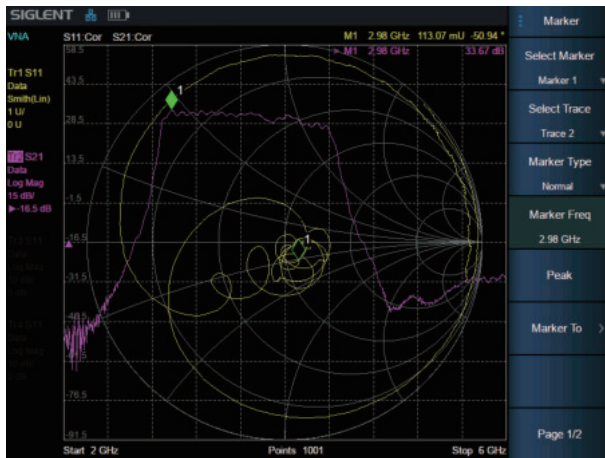 SIGLENT
VNA
S11:Cor S21:Cor
M1 2.98 GHz 113.07 mU -50.94 °
> M1 2.98 GHz 33.67 dB
Tr1 S11
Data
Smith(Lin)
1 U/
0 U
Tr2 S21
Data
Log Mag
15 dB/
▶-16.5 dB
58.5
43.5
28.5
13.5
-1.5
-16.5
-31.5
-76.5
-91.5
1
1
Start 2 GHz
Points 1001
Stop 6 GHz
Marker
Select Marker
Marker 1
Select Trace
Trace 2
Marker Type
Normal
Marker Freq
2.98 GHz
Peak
Marker To
Page 1/2